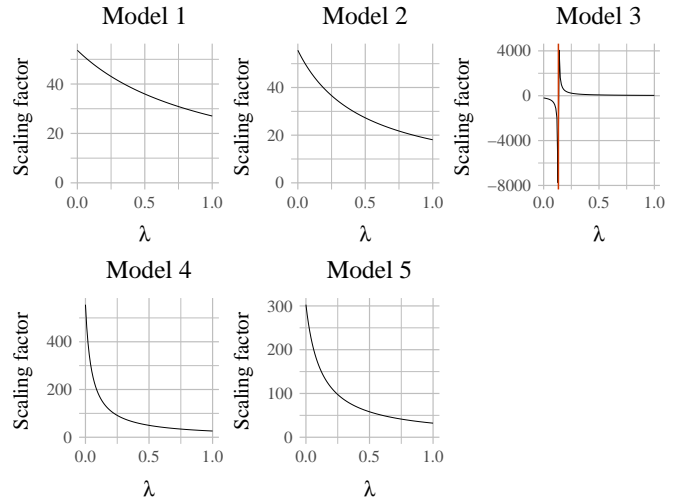 Model 1
Scaling factor
40
20
0
0.0 0.5 1.0
λ
Model 2
Scaling factor
40
20
0
0.0 0.5 1.0
λ
Model 3
Scaling factor
4000
0
−4000
−8000
0.0 0.5 1.0
λ
Model 4
Scaling factor
400
200
0
0.0 0.5 1.0
λ
Model 5
Scaling factor
300
200
100
0
0.0 0.5 1.0
λ